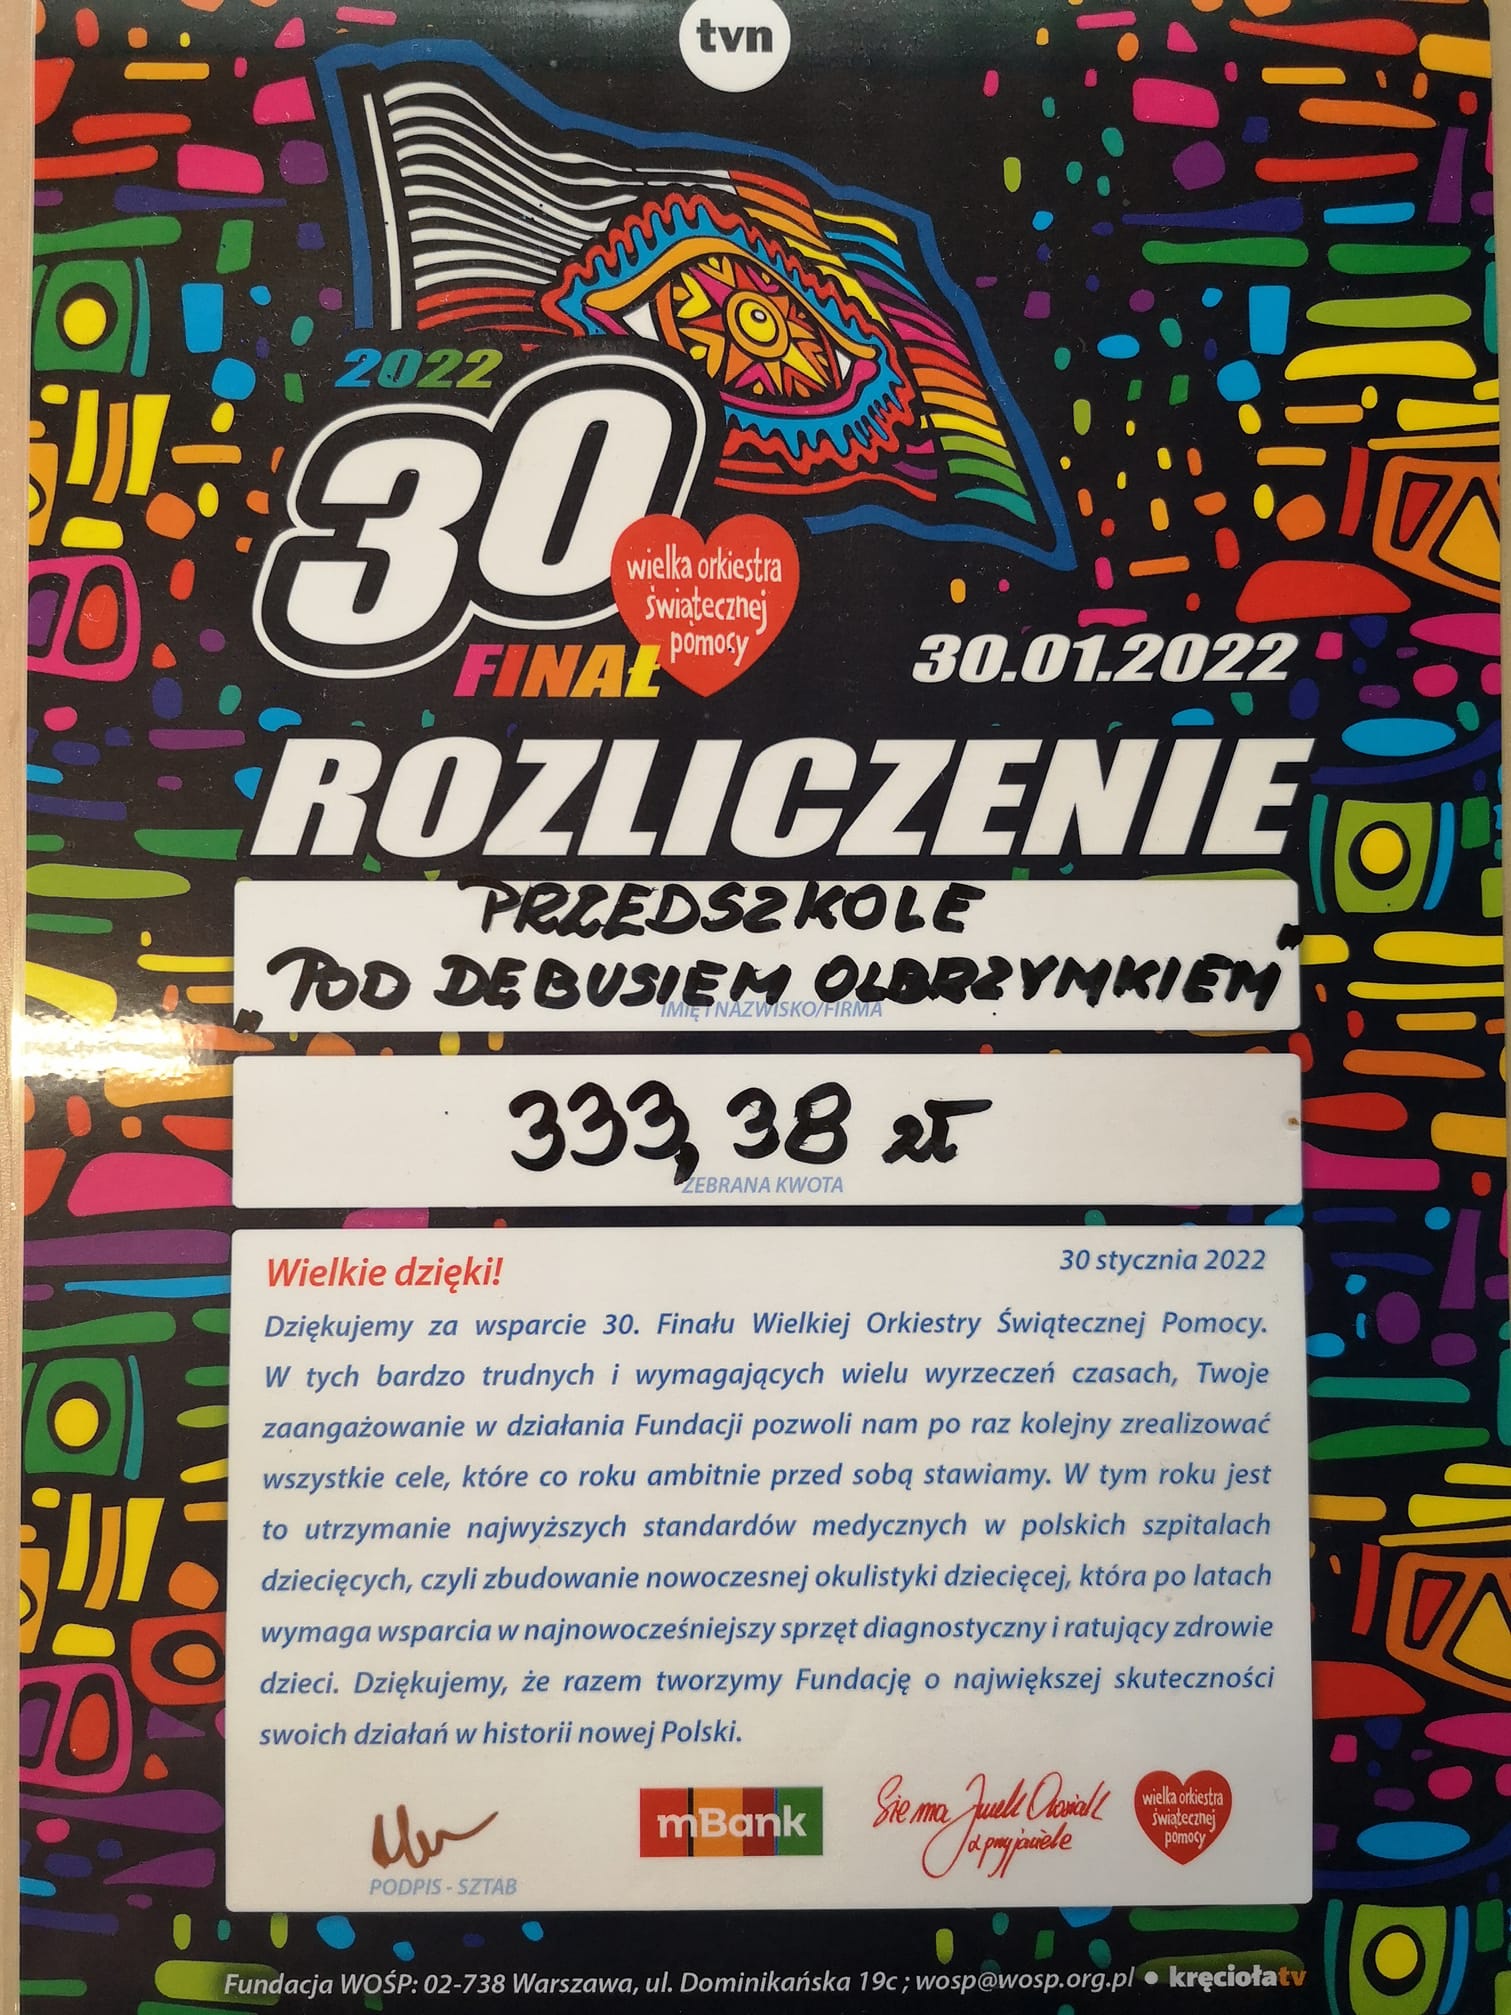 tvn
2022
30
FINAŁ
wielka orkiestra
świątecznej
pomocy
30.01.2022
ROZLICZENIE
PRZEDSZKOLE
„POD DĘBUSIEM OLBRZYMKIEM"
IMIĘ I NAZWISKO/FIRMA
333,38 zł
ZEBRANA KWOTA
Wielkie dzięki!
30 stycznia 2022
Dziękujemy za wsparcie 30. Finału Wielkiej Orkiestry Świątecznej Pomocy.
W tych bardzo trudnych i wymagających wielu wyrzeczeń czasach, Twoje
zaangażowanie w działania Fundacji pozwoli nam po raz kolejny zrealizować
wszystkie cele, które co roku ambitnie przed sobą stawiamy. W tym roku jest
to utrzymanie najwyższych standardów medycznych w polskich szpitalach
dziecięcych, czyli zbudowanie nowoczesnej okulistyki dziecięcej, która po latach
wymaga wsparcia w najnowocześniejszy sprzęt diagnostyczny i ratujący zdrowie
dzieci. Dziękujemy, że razem tworzymy Fundację o największej skuteczności
swoich działań w historii nowej Polski.
PODPIS - SZTAB
mBank
Siema Jurek Owsiak
z przyjaciele
wielka orkiestra
świątecznej
pomocy
Fundacja WOŚP: 02-738 Warszawa, ul. Dominikańska 19c ; wosp@wosp.org.pl • kręciołatv